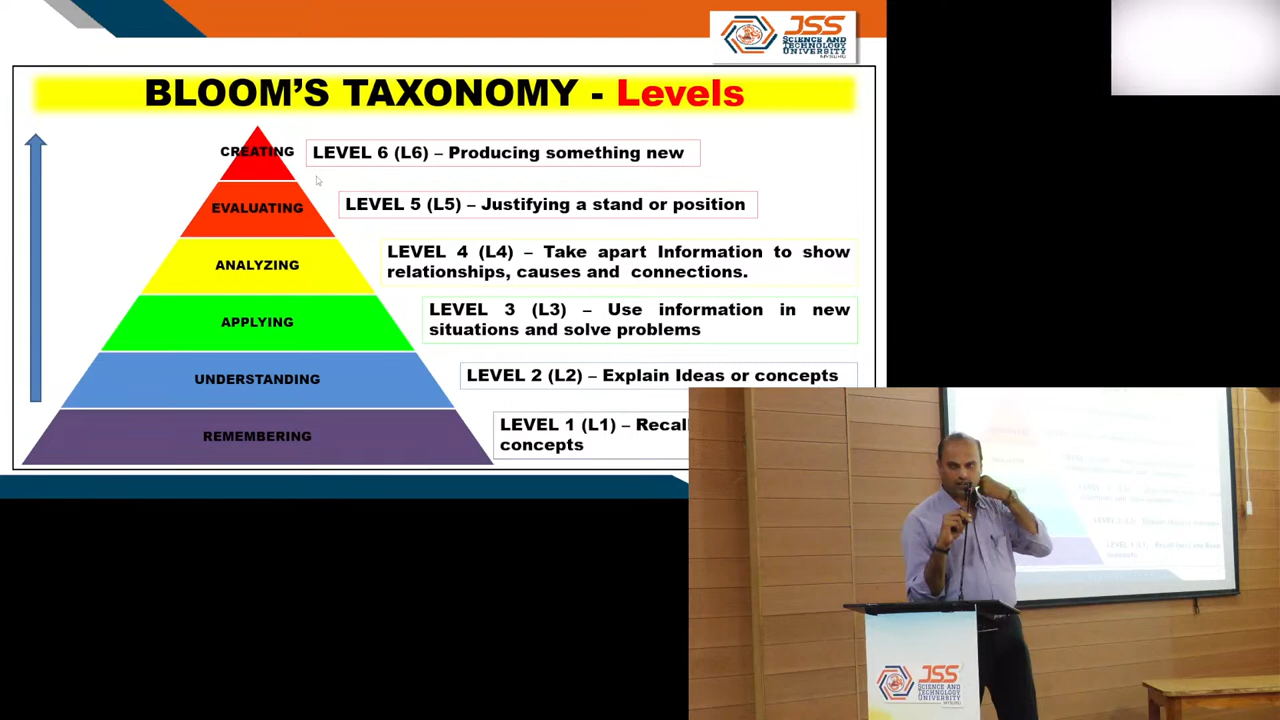 JSS
SCIENCE AND
TECHNOLOGY
UNIVERSITY
MYSURU
BLOOM'S TAXONOMY - Levels
CREATING
LEVEL 6 (L6) – Producing something new
EVALUATING
LEVEL 5 (L5) – Justifying a stand or position
ANALYZING
LEVEL 4 (L4) – Take apart Information to show
relationships, causes and connections.
APPLYING
LEVEL 3 (L3) – Use information in new
situations and solve problems
UNDERSTANDING
LEVEL 2 (L2) – Explain Ideas or concepts
REMEMBERING
LEVEL 1 (L1) – Recall
concepts
JSS
SCIENCE AND
TECHNOLOGY
UNIVERSITY
MYSURU